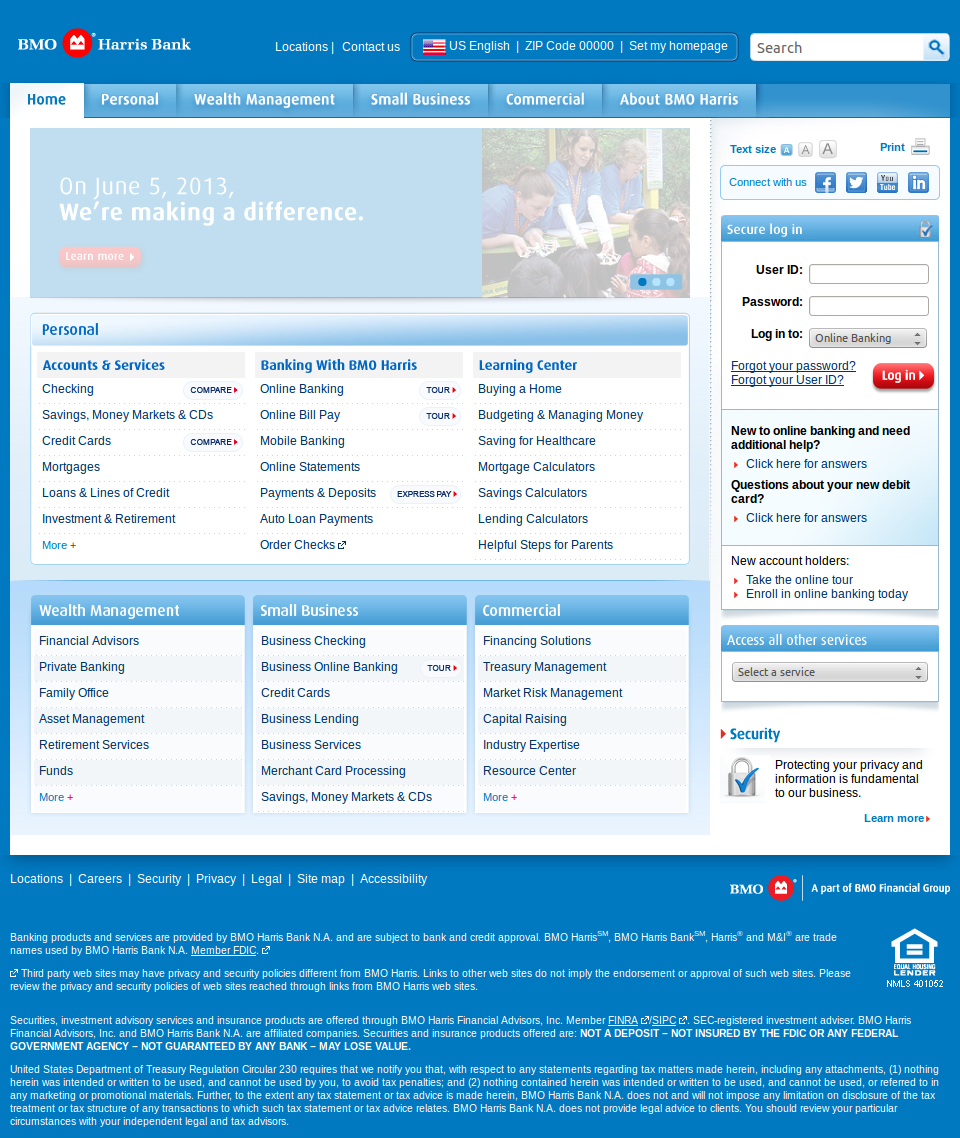 BMO Harris Bank®
Locations | Contact us
US English | ZIP Code 00000 | Set my homepage
Search
Home Personal Wealth Management Small Business Commercial About BMO Harris
On June 5, 2013,
We're making a difference.
Learn more
Text size A A A
Print
Connect with us You Tube
Secure log in
User ID:
Password:
Log in to: Online Banking
Forgot your password?
Forgot your User ID?
Log in
New to online banking and need
additional help?
Click here for answers
Questions about your new debit
card?
Click here for answers
New account holders:
Take the online tour
Enroll in online banking today
Access all other services
Select a service
Security
Protecting your privacy and
information is fundamental
to our business.
Learn more
Personal
Accounts & Services
Checking COMPARE
Savings, Money Markets & CDs
Credit Cards COMPARE
Mortgages
Loans & Lines of Credit
Investment & Retirement
More +
Banking With BMO Harris
Online Banking TOUR
Online Bill Pay TOUR
Mobile Banking
Online Statements
Payments & Deposits EXPRESS PAY
Auto Loan Payments
Order Checks
Learning Center
Buying a Home
Budgeting & Managing Money
Saving for Healthcare
Mortgage Calculators
Savings Calculators
Lending Calculators
Helpful Steps for Parents
Wealth Management
Financial Advisors
Private Banking
Family Office
Asset Management
Retirement Services
Funds
More +
Small Business
Business Checking
Business Online Banking TOUR
Credit Cards
Business Lending
Business Services
Merchant Card Processing
Savings, Money Markets & CDs
Commercial
Financing Solutions
Treasury Management
Market Risk Management
Capital Raising
Industry Expertise
Resource Center
More +
Locations | Careers | Security | Privacy | Legal | Site map | Accessibility
BMO® A part of BMO Financial Group
Banking products and services are provided by BMO Harris Bank N.A. and are subject to bank and credit approval. BMO HarrisSM, BMO Harris BankSM, Harris® and M&I® are trade
names used by BMO Harris Bank N.A. Member FDIC.
Third party web sites may have privacy and security policies different from BMO Harris. Links to other web sites do not imply the endorsement or approval of such web sites. Please
review the privacy and security policies of web sites reached through links from BMO Harris web sites.
EQUAL HOUSING
LENDER
NMLS 401052
Securities, investment advisory services and insurance products are offered through BMO Harris Financial Advisors, Inc. Member FINRA/SIPC. SEC-registered investment adviser. BMO Harris
Financial Advisors, Inc. and BMO Harris Bank N.A. are affiliated companies. Securities and insurance products offered are: NOT A DEPOSIT – NOT INSURED BY THE FDIC OR ANY FEDERAL
GOVERNMENT AGENCY – NOT GUARANTEED BY ANY BANK – MAY LOSE VALUE.
United States Department of Treasury Regulation Circular 230 requires that we notify you that, with respect to any statements regarding tax matters made herein, including any attachments, (1) nothing
herein was intended or written to be used, and cannot be used by you, to avoid tax penalties; and (2) nothing contained herein was intended or written to be used, and cannot be used, or referred to in
any marketing or promotional materials. Further, to the extent any tax statement or tax advice is made herein, BMO Harris Bank N.A. does not and will not impose any limitation on disclosure of the tax
treatment or tax structure of any transactions to which such tax statement or tax advice relates. BMO Harris Bank N.A. does not provide legal advice to clients. You should review your particular
circumstances with your independent legal and tax advisors.